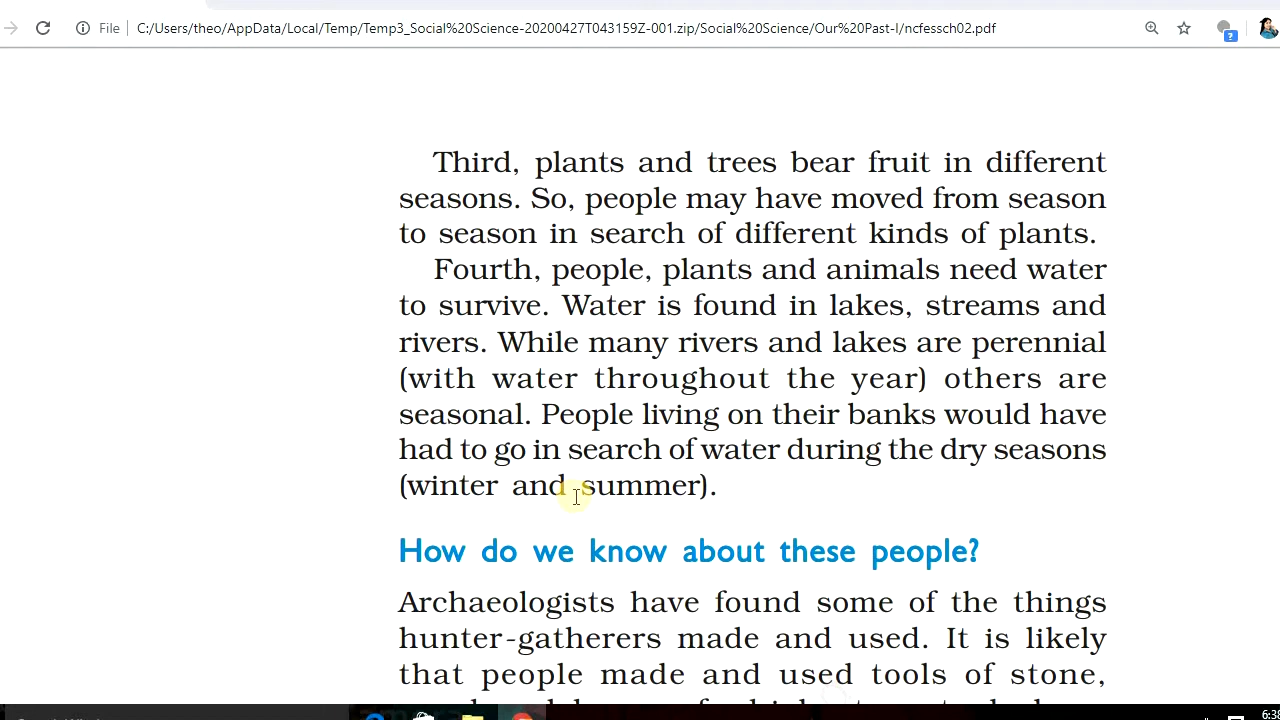 File
C:/Users/theo/AppData/Local/Temp/Temp3_Social%20Science-20200427T043159Z-001.zip/Social%20Science/Our%20Past-I/ncfessch02.pdf
Third, plants and trees bear fruit in different
seasons. So, people may have moved from season
to season in search of different kinds of plants.
Fourth, people, plants and animals need water
to survive. Water is found in lakes, streams and
rivers. While many rivers and lakes are perennial
(with water throughout the year) others are
seasonal. People living on their banks would have
had to go in search of water during the dry seasons
(winter and summer).
How do we know about these people?
Archaeologists have found some of the things
hunter-gatherers made and used. It is likely
that people made and used tools of stone,